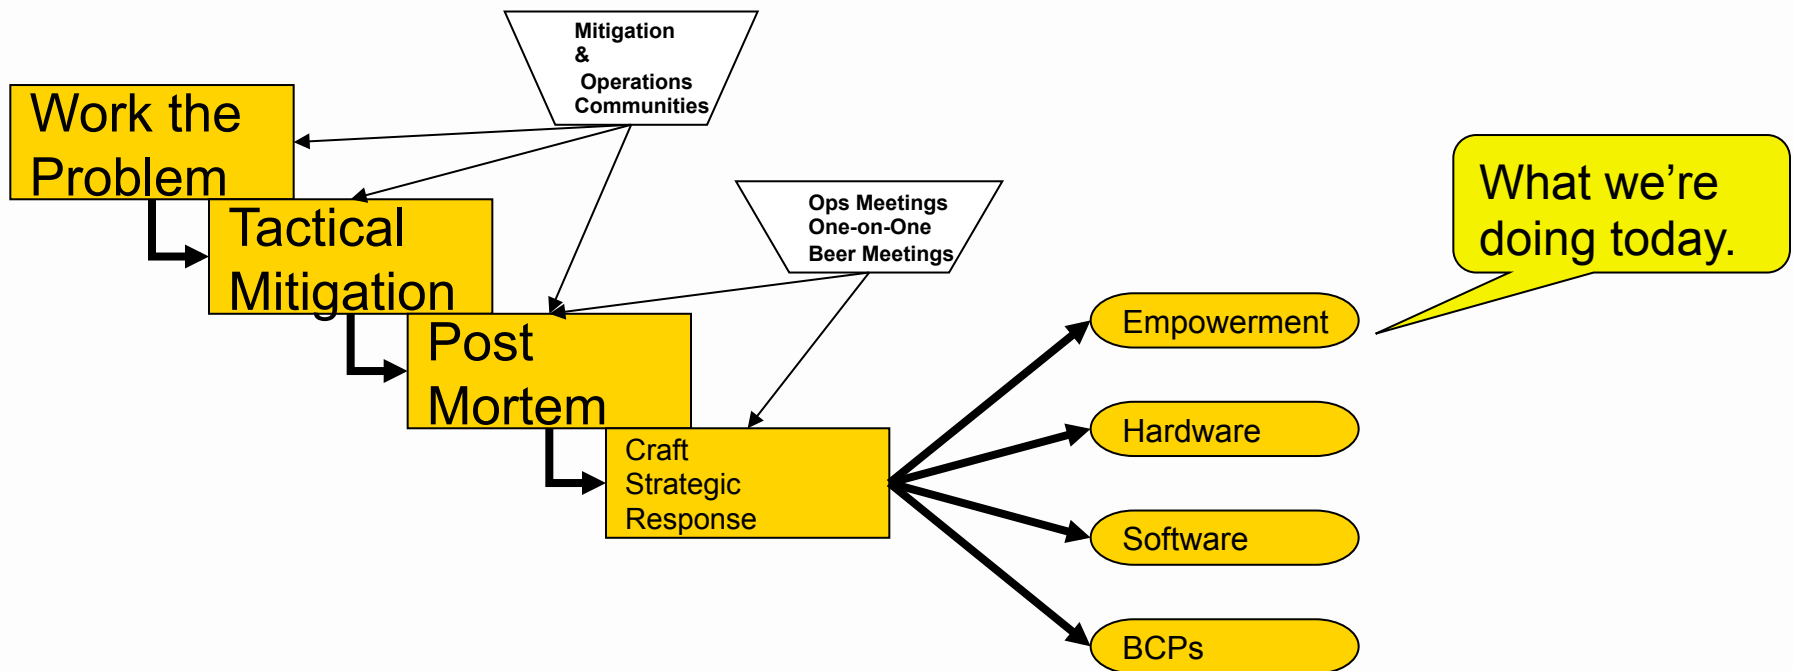 Mitigation
&
Operations
Communities
Work the
Problem
Tactical
Mitigation
Ops Meetings
One-on-One
Beer Meetings
What we’re
doing today.
Post
Mortem
Empowerment
Craft
Strategic
Response
Hardware
Software
BCPs